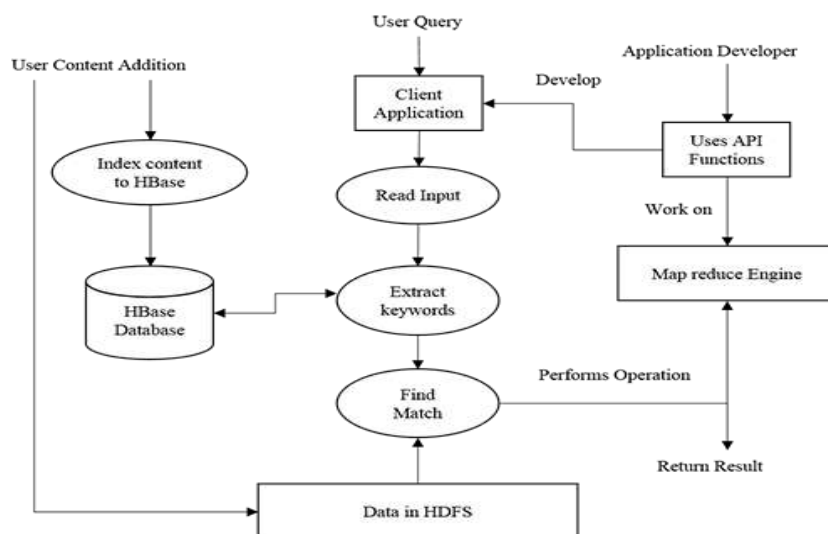 User Query
User Content Addition
Application Developer
Develop
Client
Application
Index content
to HBase
Uses API
Functions
Read Input
Work on
HBase
Database
Extract
keywords
Map reduce Engine
Find
Match
Performs Operation
Return Result
Data in HDFS